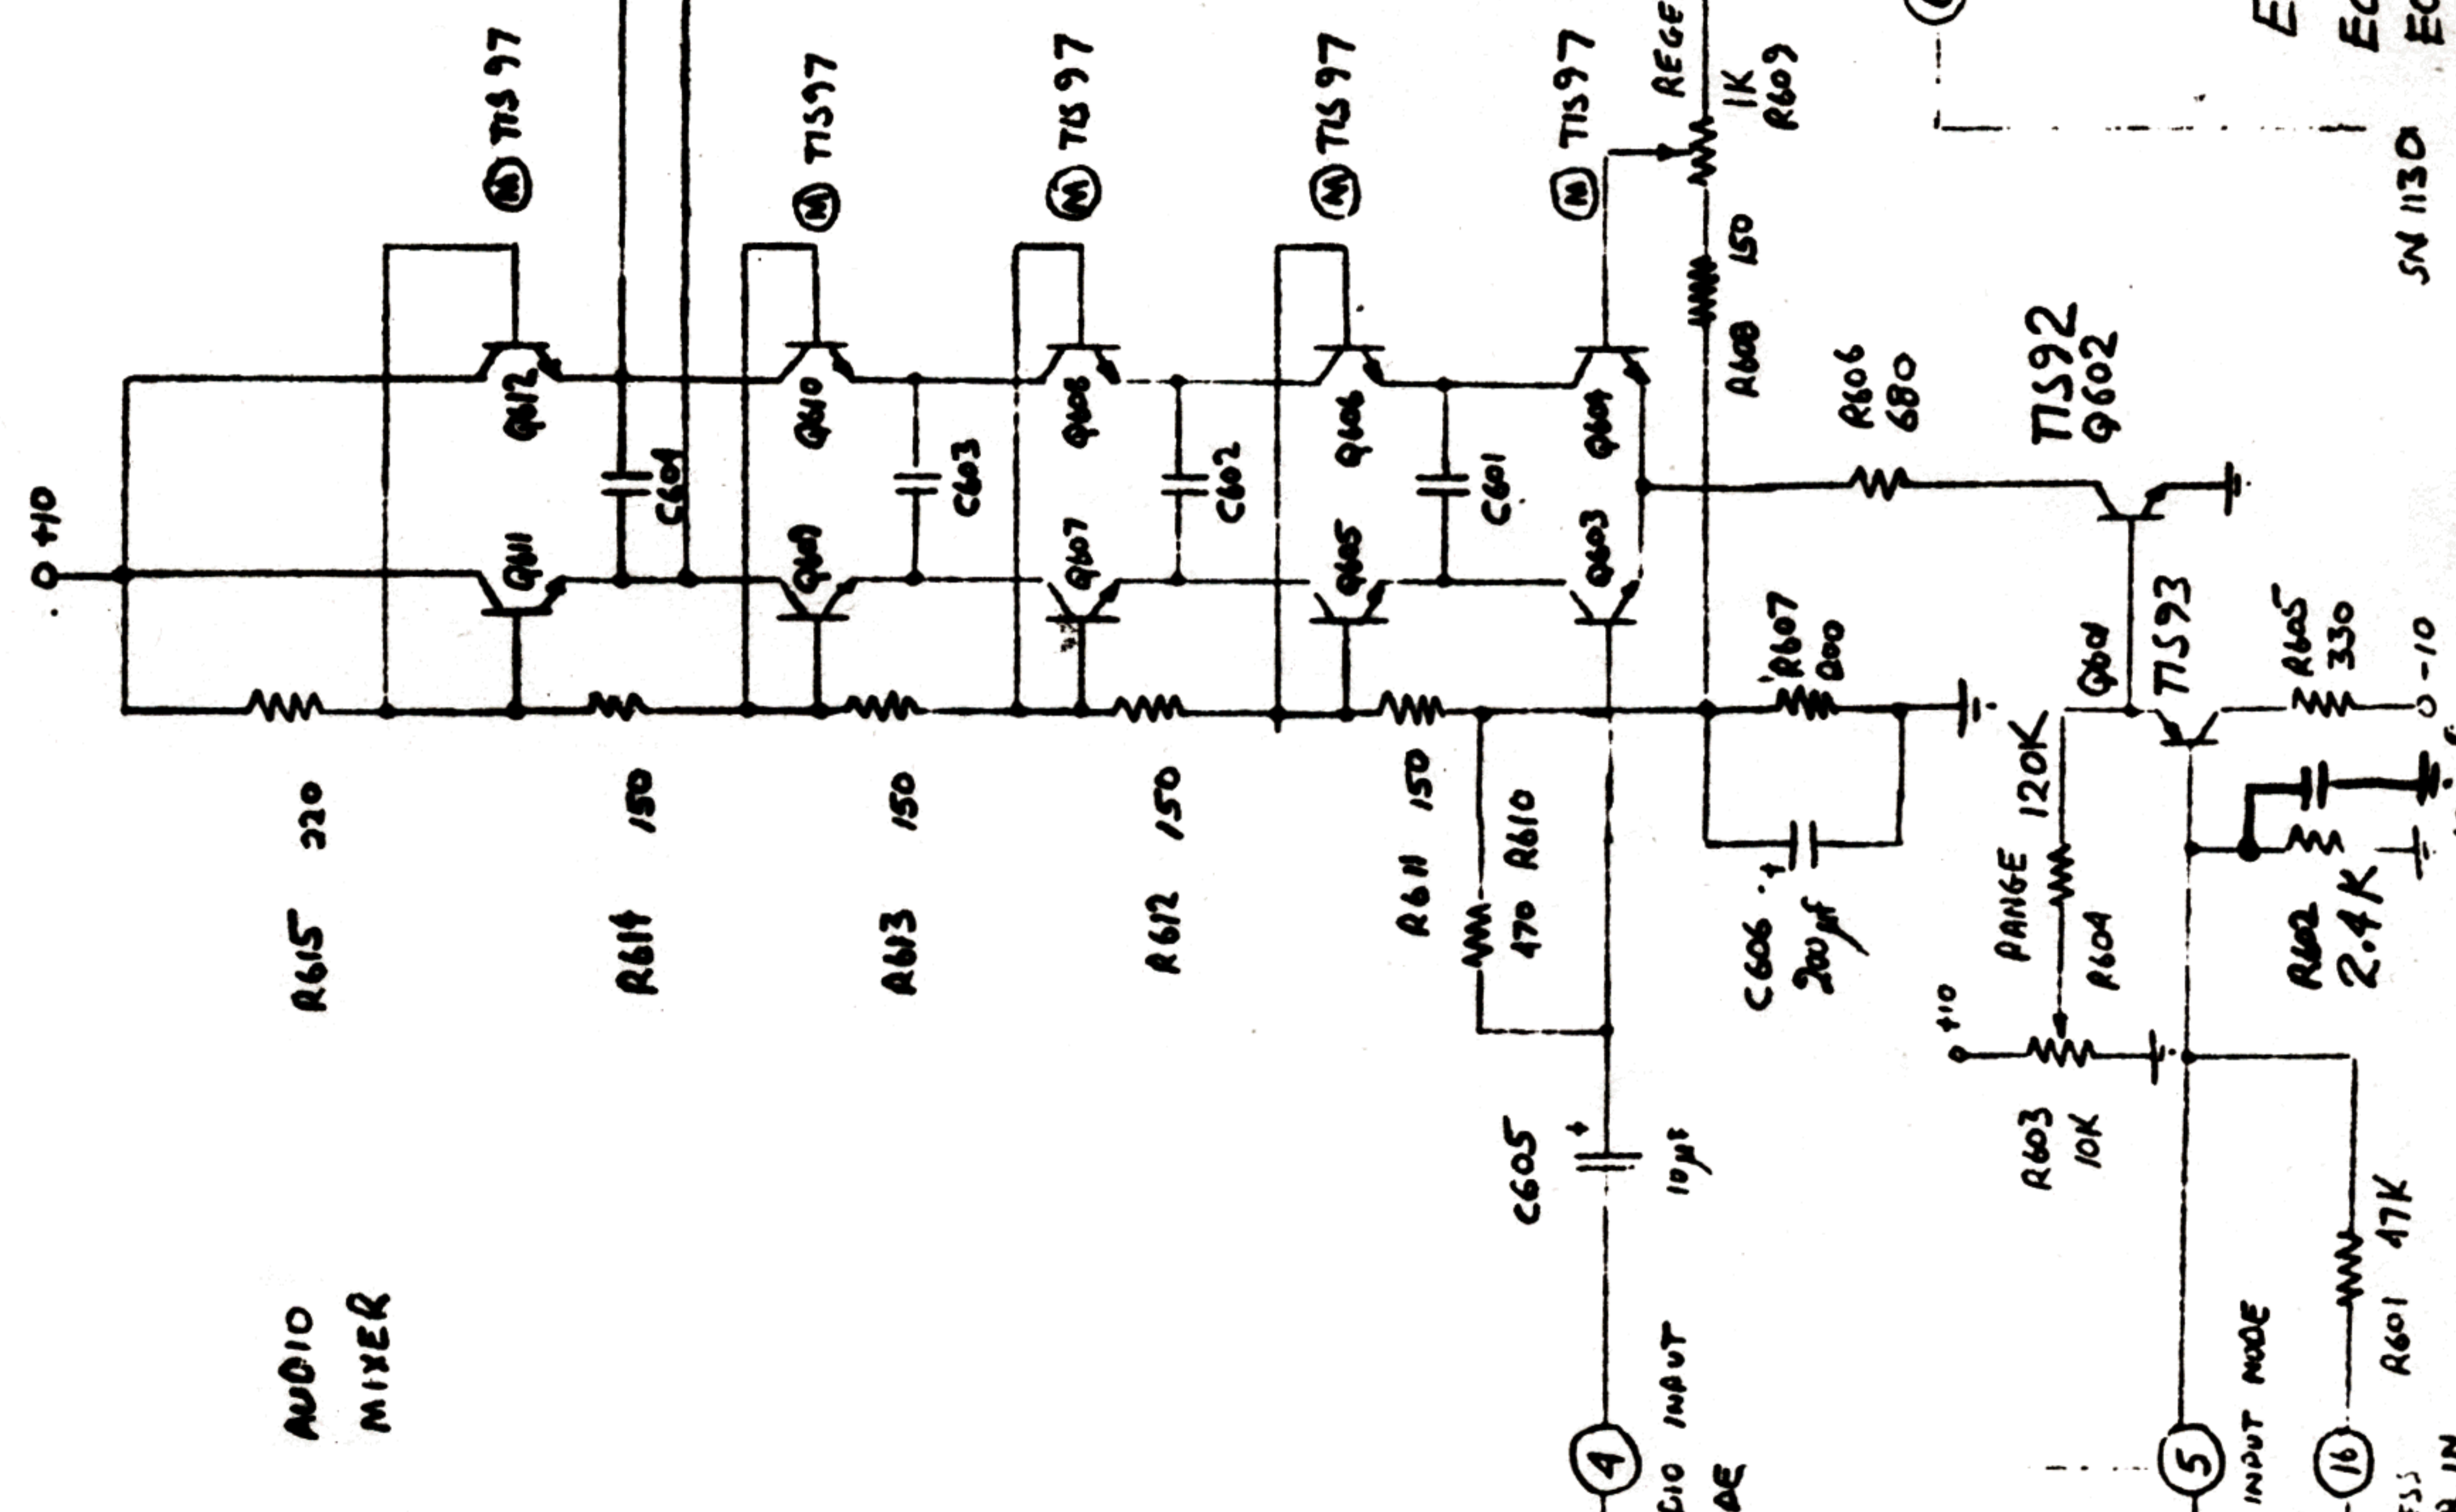 +10
M TIS97
M TIS97
M TIS97
M TIS97
M TIS97
REGE
1K
R609
Q612
Q610
Q608
Q606
Q604
R608 150
C604
C603
C602
C601
R606
680
TIS92
Q602
SN 1130
Q611
Q609
Q607
Q605
Q603
R607
Q601
TIS93
R605
330
-10
R615 220
R614 150
R613 150
R612 150
R611 150
470 R610
C606 +
200µf
RANGE 120K
R604
R602
2.4K
+10
R603
10K
C605 +
10µf
R601 47K
AUDIO
MIXER
4
INPUT
5
INPUT NODE
16
IN